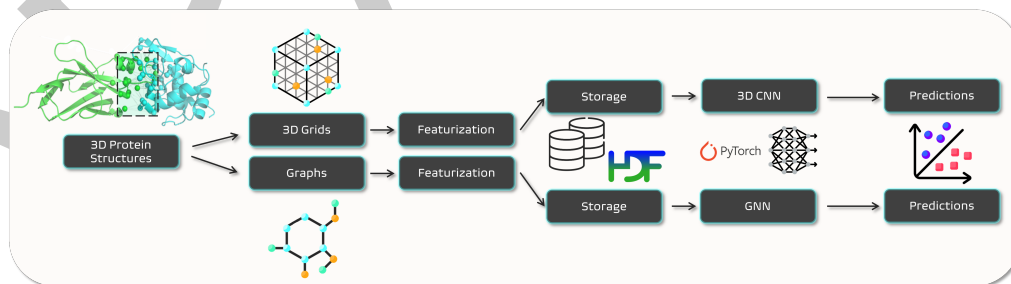 3D Protein
Structures
3D Grids
Featurization
Graphs
Featurization
Storage
3D CNN
Predictions
HDF
PyTorch
Storage
GNN
Predictions